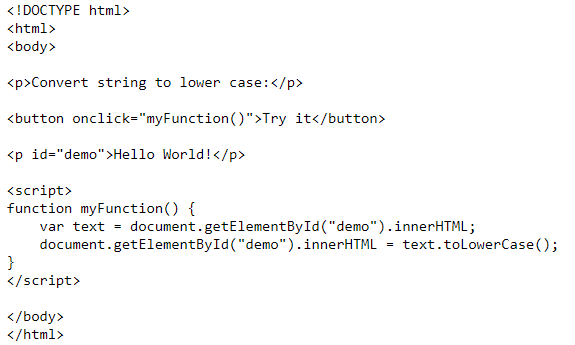 <!DOCTYPE html>
<html>
<body>

<p>Convert string to lower case:</p>

<button onclick="myFunction()">Try it</button>

<p id="demo">Hello World!</p>

<script>
function myFunction() {
    var text = document.getElementById("demo").innerHTML;
    document.getElementById("demo").innerHTML = text.toLowerCase();
}
</script>

</body>
</html>